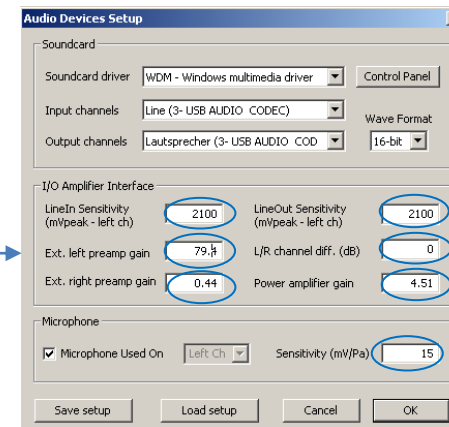 Audio Devices Setup
Soundcard
Soundcard driver WDM - Windows multimedia driver Control Panel
Input channels Line (3- USB AUDIO CODEC)
Wave Format
Output channels Lautsprecher (3- USB AUDIO COD 16-bit
I/O Amplifier Interface
LineIn Sensitivity (mVpeak - left ch) 2100 LineOut Sensitivity (mVpeak - left ch) 2100
Ext. left preamp gain 79. L/R channel diff. (dB) 0
Ext. right preamp gain 0.44 Power amplifier gain 4.51
Microphone
Microphone Used On Left Ch Sensitivity (mV/Pa) 15
Save setup Load setup Cancel OK